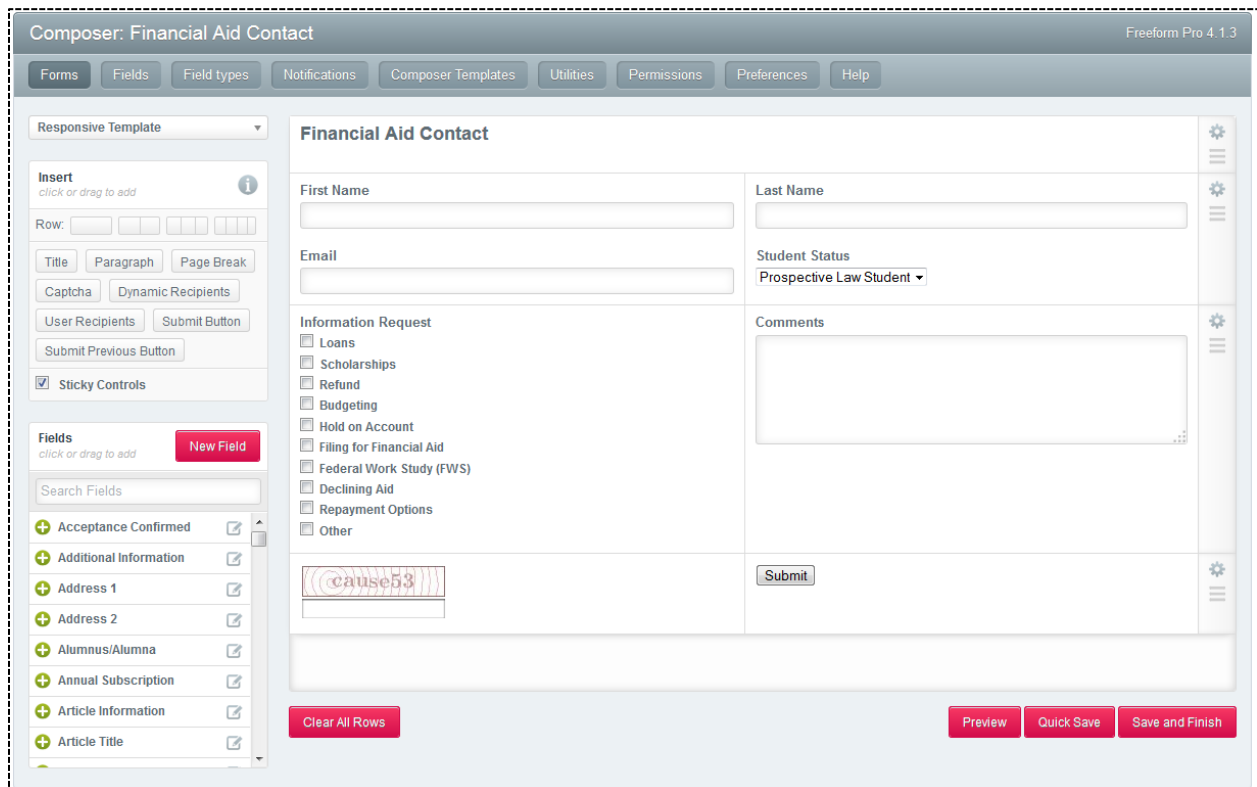 Composer: Financial Aid Contact
Freeform Pro 4.1.3
Forms Fields Field types Notifications Composer Templates Utilities Permissions Preferences Help
Responsive Template
Insert
click or drag to add
Row:
Title Paragraph Page Break
Captcha Dynamic Recipients
User Recipients Submit Button
Submit Previous Button
Sticky Controls
Fields
click or drag to add
New Field
Search Fields
Acceptance Confirmed
Additional Information
Address 1
Address 2
Alumnus/Alumna
Annual Subscription
Article Information
Article Title
Financial Aid Contact
First Name
Last Name
Email
Student Status
Prospective Law Student
Information Request
Loans
Scholarships
Refund
Budgeting
Hold on Account
Filing for Financial Aid
Federal Work Study (FWS)
Declining Aid
Repayment Options
Other
Comments
cause53
Submit
Clear All Rows
Preview Quick Save Save and Finish